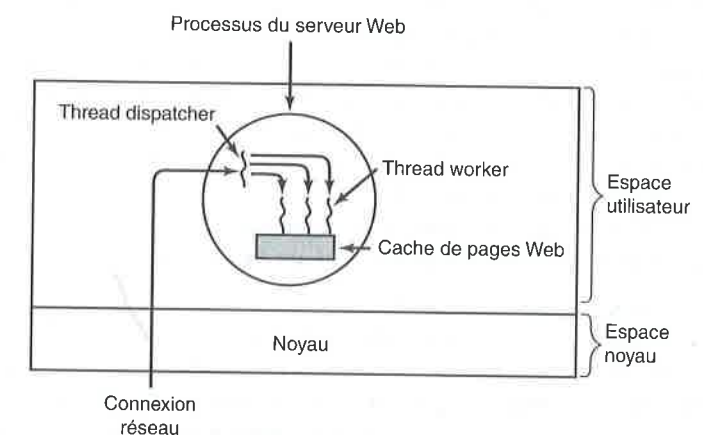 Processus du serveur Web
Thread dispatcher
Thread worker
Espace
utilisateur
Cache de pages Web
Noyau
Espace
noyau
Connexion
réseau